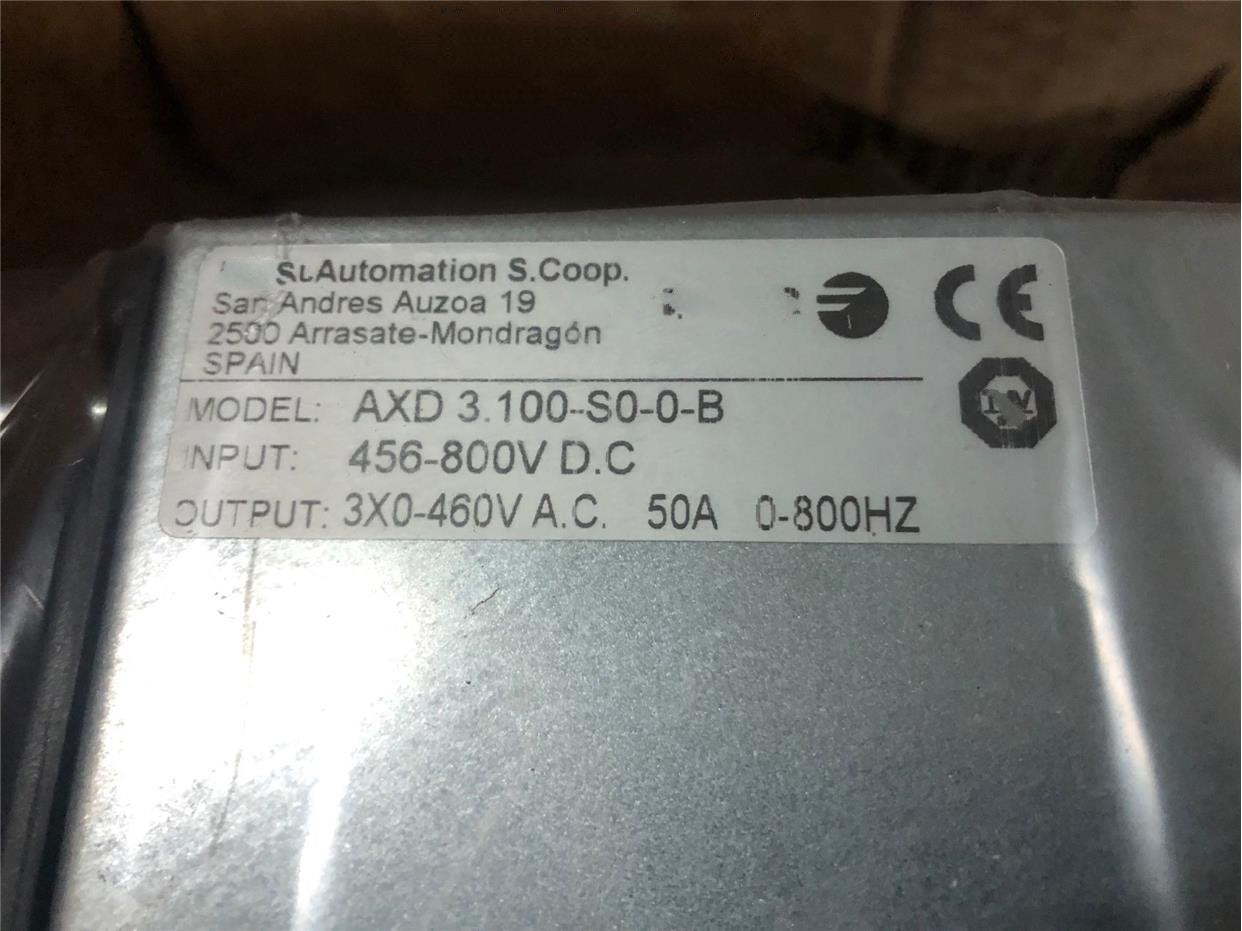 Automation S.Coop.
San Andres Auzoa 19
2500 Arrasate-Mondragón
SPAIN
MODEL: AXD 3.100-S0-0-B
INPUT: 456-800V D.C
OUTPUT: 3X0-460V A.C. 50A 0-800HZ
CE